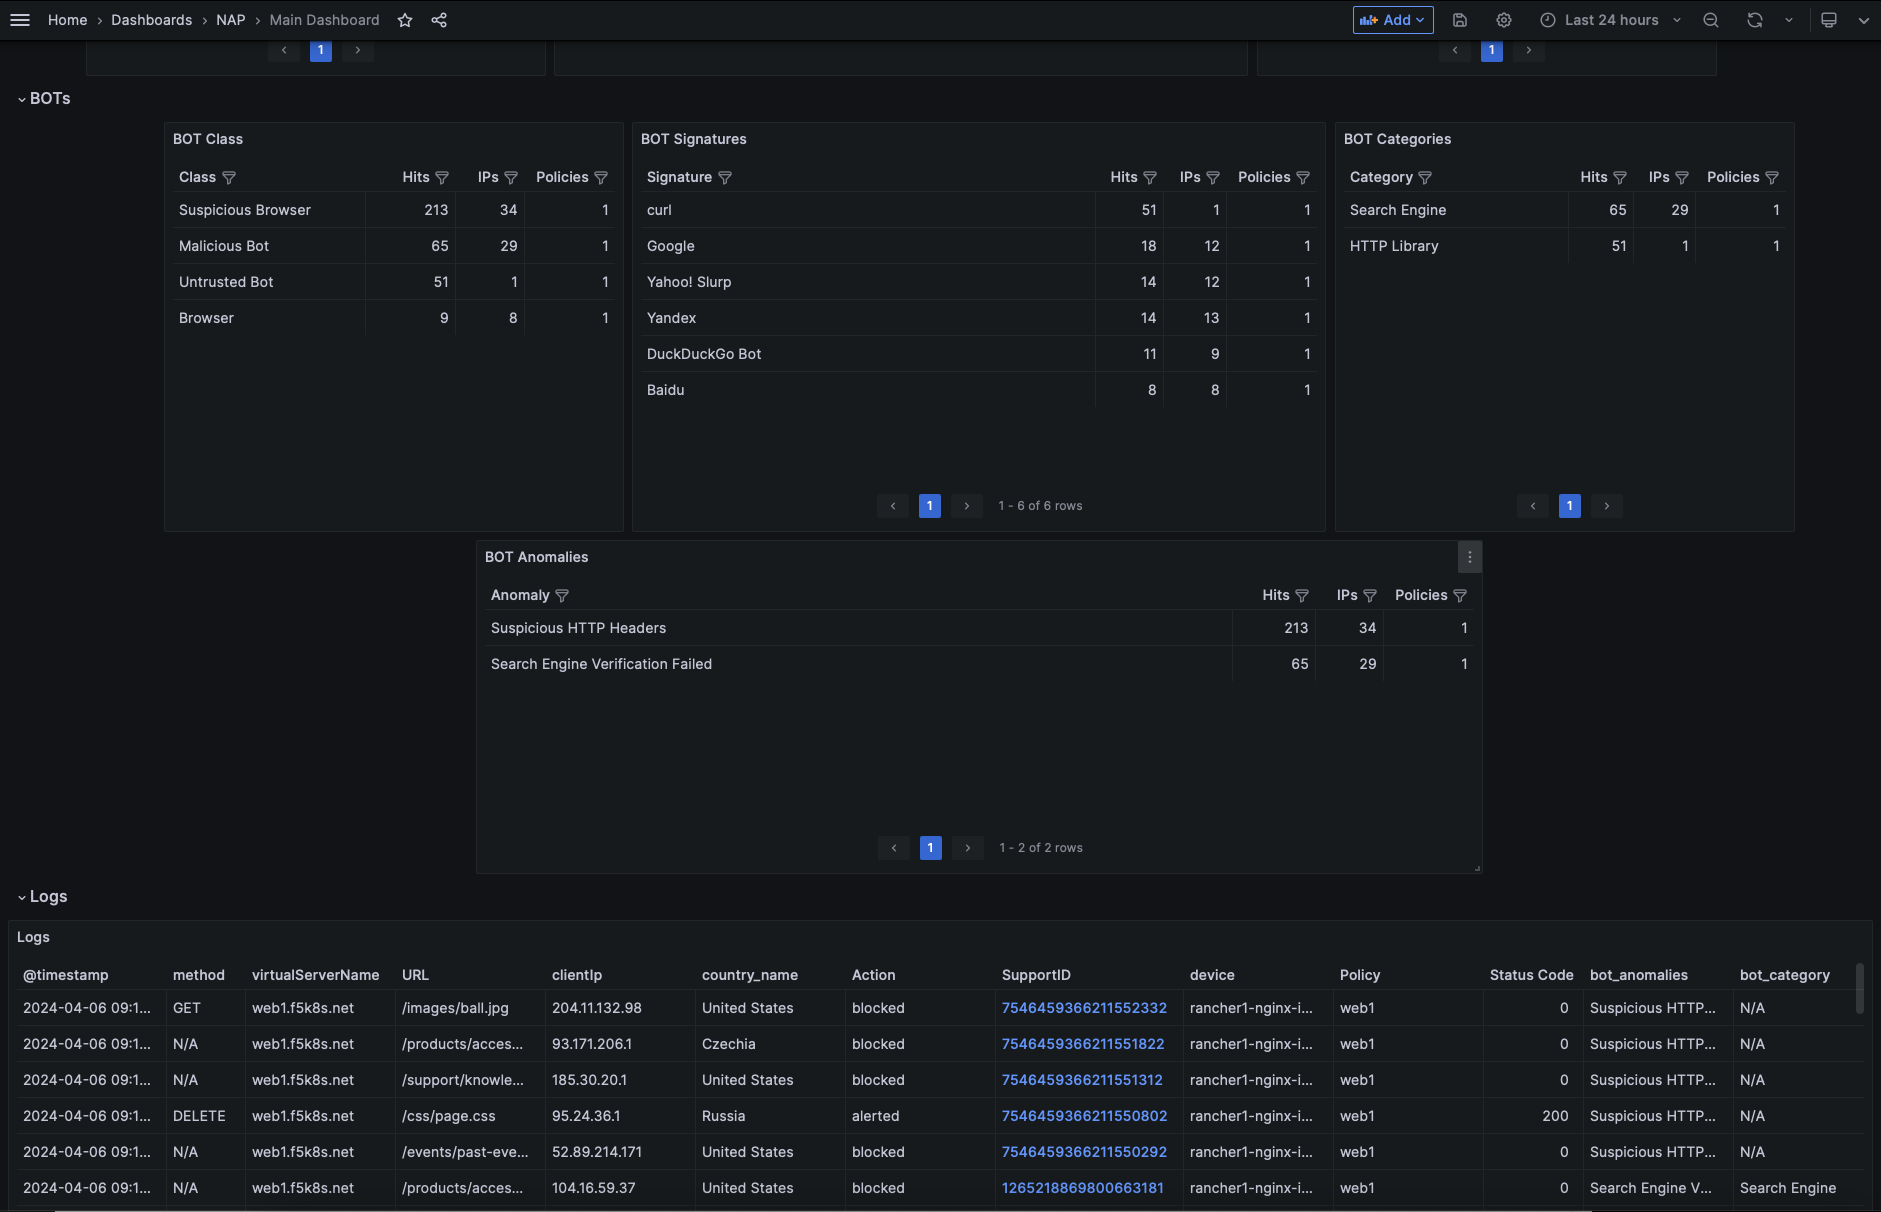 Home › Dashboards › NAP › Main Dashboard Add Last 24 hours
‹ 1 › ‹ 1 ›
BOTs
BOT Class
Class Hits IPs Policies
Suspicious Browser 213 34 1
Malicious Bot 65 29 1
Untrusted Bot 51 1 1
Browser 9 8 1
BOT Signatures
Signature Hits IPs Policies
curl 51 1 1
Google 18 12 1
Yahoo! Slurp 14 12 1
Yandex 14 13 1
DuckDuckGo Bot 11 9 1
Baidu 8 8 1
‹ 1 › 1 - 6 of 6 rows
BOT Categories
Category Hits IPs Policies
Search Engine 65 29 1
HTTP Library 51 1 1
‹ 1 ›
BOT Anomalies
Anomaly Hits IPs Policies
Suspicious HTTP Headers 213 34 1
Search Engine Verification Failed 65 29 1
‹ 1 › 1 - 2 of 2 rows
Logs
Logs
@timestamp method virtualServerName URL clientIp country_name Action SupportID device Policy Status Code bot_anomalies bot_category
2024-04-06 09:1... GET web1.f5k8s.net /images/ball.jpg 204.11.132.98 United States blocked 7546459366211552332 rancher1-nginx-i... web1 0 Suspicious HTTP... N/A
2024-04-06 09:1... N/A web1.f5k8s.net /products/acces... 93.171.206.1 Czechia blocked 7546459366211551822 rancher1-nginx-i... web1 0 Suspicious HTTP... N/A
2024-04-06 09:1... N/A web1.f5k8s.net /support/knowle... 185.30.20.1 United States blocked 7546459366211551312 rancher1-nginx-i... web1 0 Suspicious HTTP... N/A
2024-04-06 09:1... DELETE web1.f5k8s.net /css/page.css 95.24.36.1 Russia alerted 7546459366211550802 rancher1-nginx-i... web1 200 Suspicious HTTP... N/A
2024-04-06 09:1... N/A web1.f5k8s.net /events/past-eve... 52.89.214.171 United States blocked 7546459366211550292 rancher1-nginx-i... web1 0 Suspicious HTTP... N/A
2024-04-06 09:1... N/A web1.f5k8s.net /products/acces... 104.16.59.37 United States blocked 1265218869800663181 rancher1-nginx-i... web1 0 Search Engine V... Search Engine